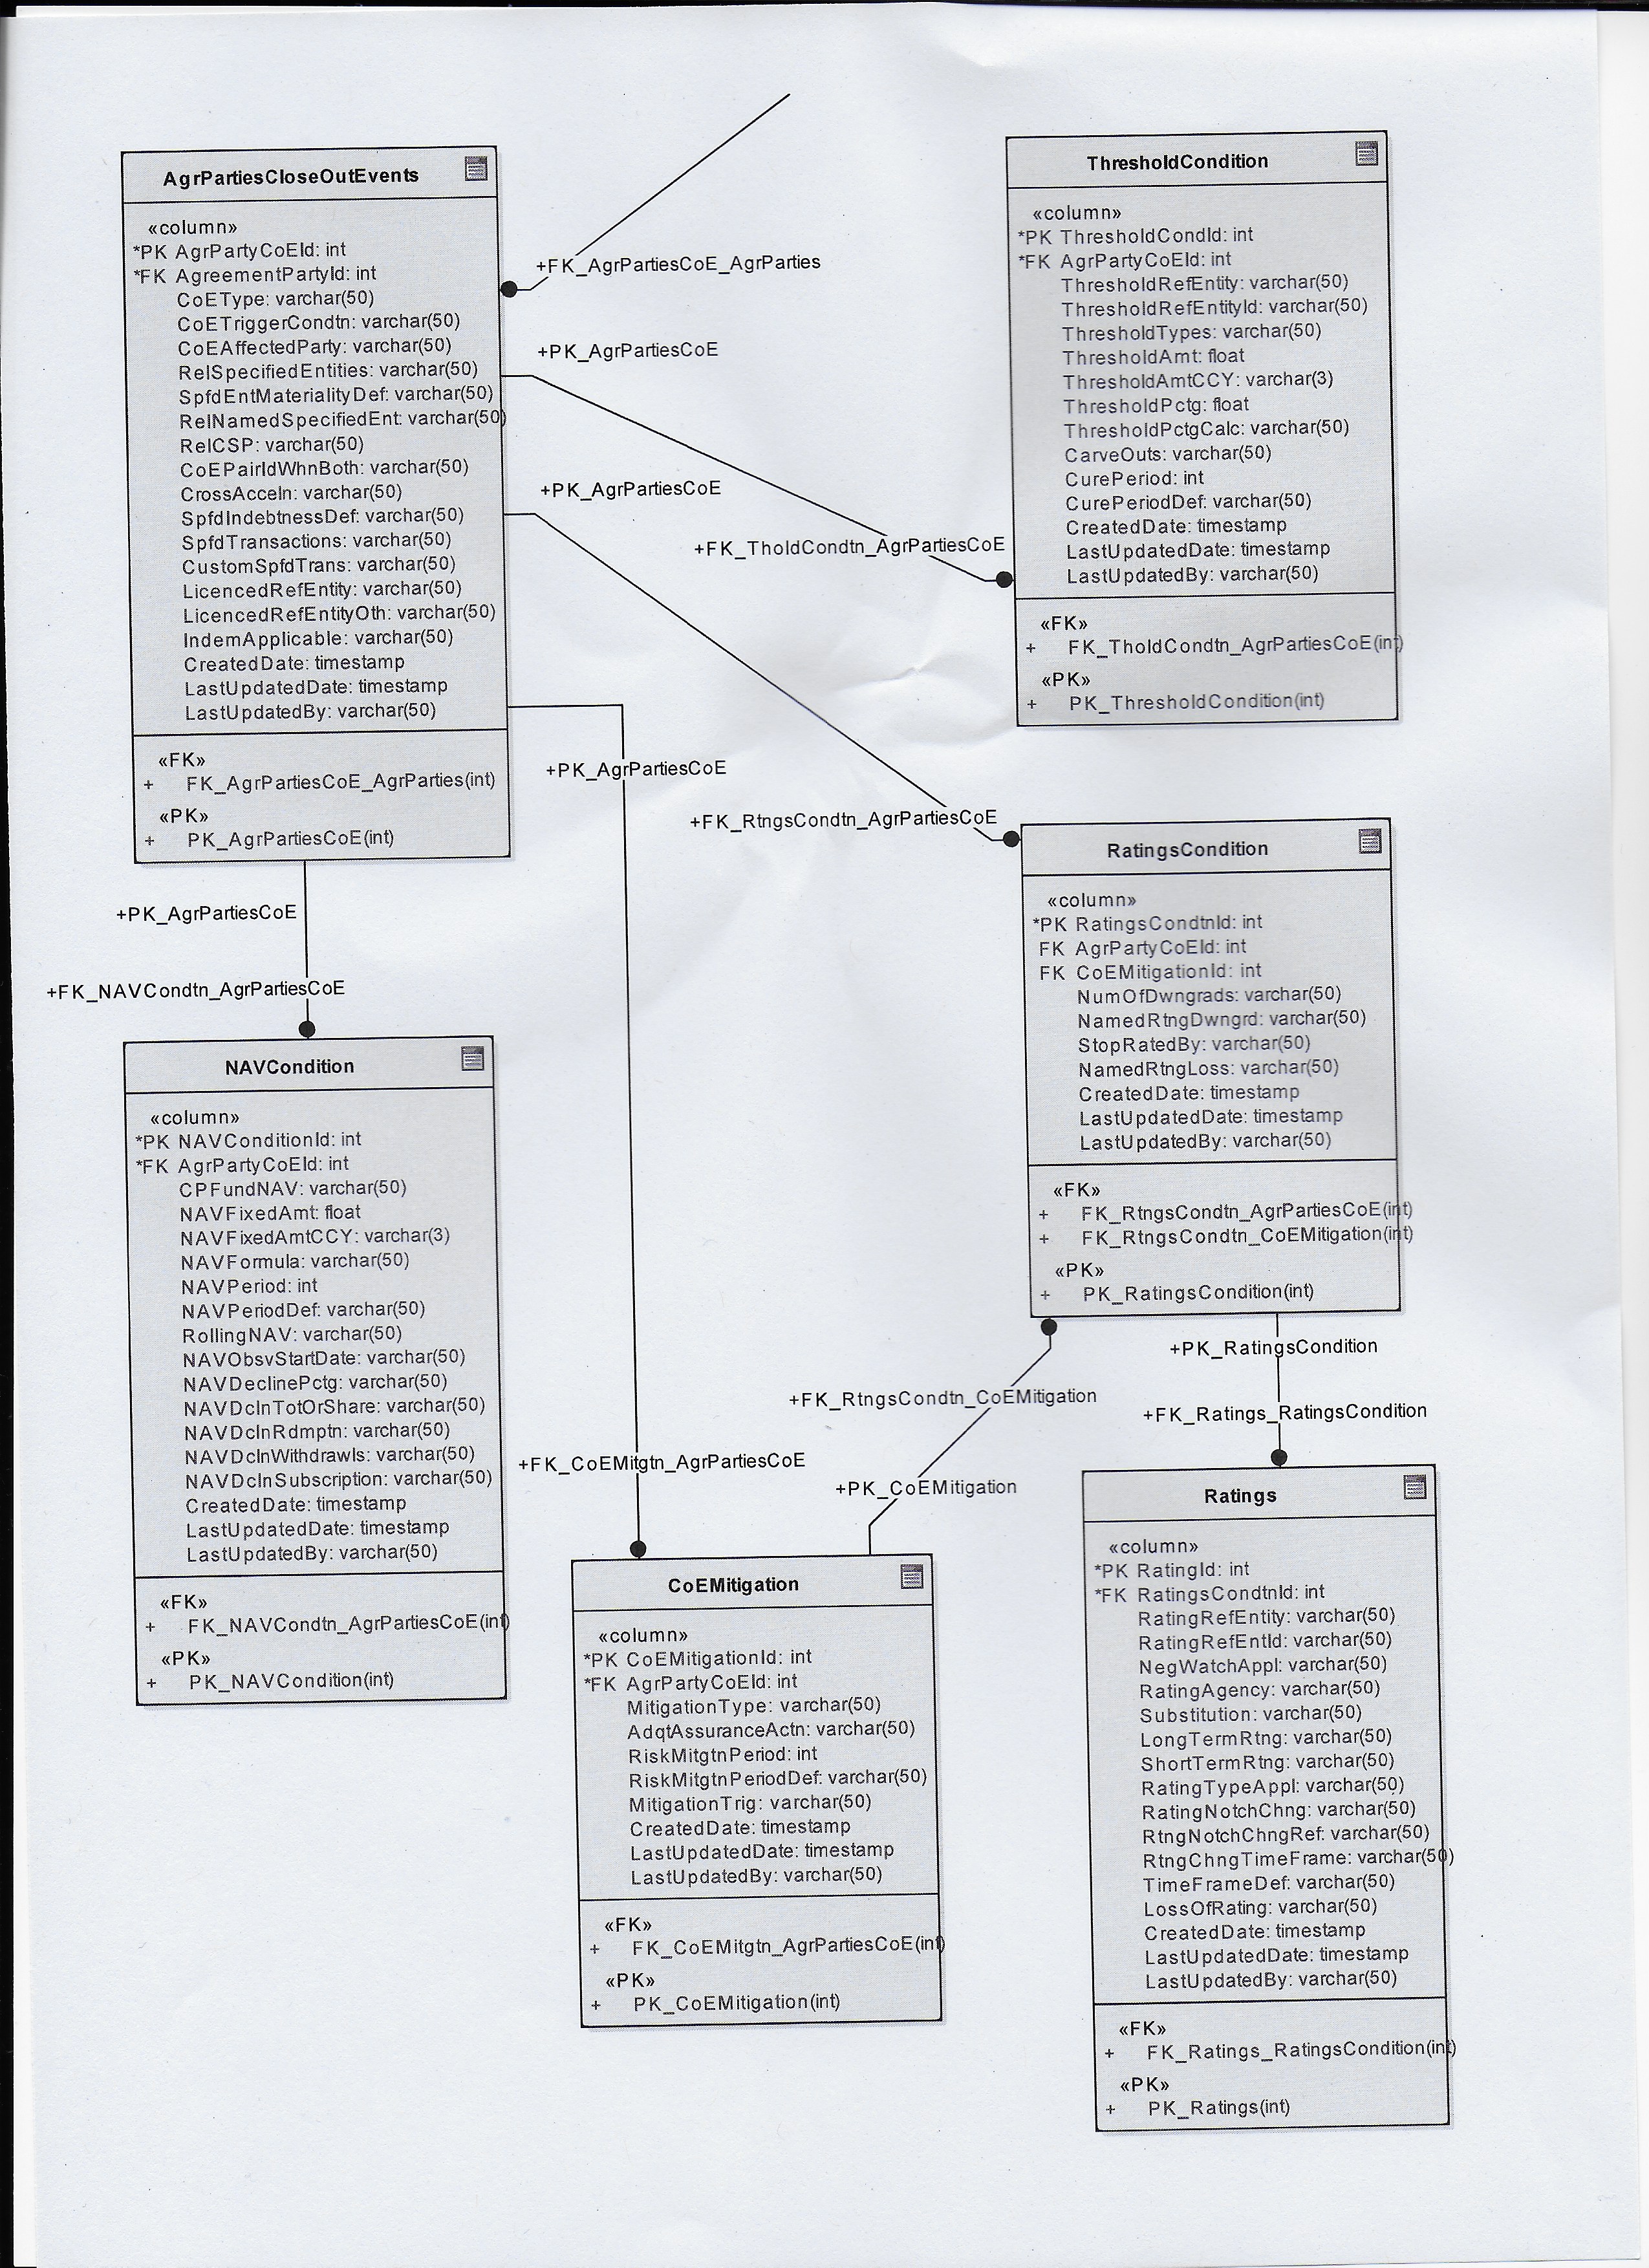 AgrPartiesCloseOutEvents
«column»
*PK AgrPartyCoEId: int
*FK AgreementPartyId: int
CoEType: varchar(50)
CoETriggerCondtn: varchar(50)
CoEAffectedParty: varchar(50)
RelSpecifiedEntities: varchar(50)
SpfdEntMaterialityDef: varchar(50)
RelNamedSpecifiedEnt: varchar(50)
RelCSP: varchar(50)
CoEPairIdWhnBoth: varchar(50)
CrossAcceln: varchar(50)
SpfdIndebtnessDef: varchar(50)
SpfdTransactions: varchar(50)
CustomSpfdTrans: varchar(50)
LicencedRefEntity: varchar(50)
LicencedRefEntityOth: varchar(50)
IndemApplicable: varchar(50)
CreatedDate: timestamp
LastUpdatedDate: timestamp
LastUpdatedBy: varchar(50)
«FK»
+ FK_AgrPartiesCoE_AgrParties(int)
«PK»
+ PK_AgrPartiesCoE(int)
+FK_AgrPartiesCoE_AgrParties
+PK_AgrPartiesCoE
+PK_AgrPartiesCoE
+FK_TholdCondtn_AgrPartiesCoE
+PK_AgrPartiesCoE
+FK_RtngsCondtn_AgrPartiesCoE
ThresholdCondition
«column»
*PK ThresholdCondId: int
*FK AgrPartyCoEId: int
ThresholdRefEntity: varchar(50)
ThresholdRefEntityId: varchar(50)
ThresholdTypes: varchar(50)
ThresholdAmt: float
ThresholdAmtCCY: varchar(3)
ThresholdPctg: float
ThresholdPctgCalc: varchar(50)
CarveOuts: varchar(50)
CurePeriod: int
CurePeriodDef: varchar(50)
CreatedDate: timestamp
LastUpdatedDate: timestamp
LastUpdatedBy: varchar(50)
«FK»
+ FK_TholdCondtn_AgrPartiesCoE(int)
«PK»
+ PK_ThresholdCondition(int)
RatingsCondition
«column»
*PK RatingsCondtnId: int
FK AgrPartyCoEId: int
FK CoEMitigationId: int
NumOfDwngrads: varchar(50)
NamedRtngDwngrd: varchar(50)
StopRatedBy: varchar(50)
NamedRtngLoss: varchar(50)
CreatedDate: timestamp
LastUpdatedDate: timestamp
LastUpdatedBy: varchar(50)
«FK»
+ FK_RtngsCondtn_AgrPartiesCoE(int)
+ FK_RtngsCondtn_CoEMitigation(int)
«PK»
+ PK_RatingsCondition(int)
+PK_AgrPartiesCoE
+FK_NAVCondtn_AgrPartiesCoE
NAVCondition
«column»
*PK NAVConditionId: int
*FK AgrPartyCoEId: int
CPFundNAV: varchar(50)
NAVFixedAmt: float
NAVFixedAmtCCY: varchar(3)
NAVFormula: varchar(50)
NAVPeriod: int
NAVPeriodDef: varchar(50)
RollingNAV: varchar(50)
NAVObsvStartDate: varchar(50)
NAVDeclinePctg: varchar(50)
NAVDclnTotOrShare: varchar(50)
NAVDclnRdmptn: varchar(50)
NAVDclnWithdrawls: varchar(50)
NAVDclnSubscription: varchar(50)
CreatedDate: timestamp
LastUpdatedDate: timestamp
LastUpdatedBy: varchar(50)
«FK»
+ FK_NAVCondtn_AgrPartiesCoE(int)
«PK»
+ PK_NAVCondition(int)
+PK_RatingsCondition
+FK_RtngsCondtn_CoEMitigation
+FK_Ratings_RatingsCondition
+FK_CoEMitgtn_AgrPartiesCoE
+PK_CoEMitigation
CoEMitigation
«column»
*PK CoEMitigationId: int
*FK AgrPartyCoEId: int
MitigationType: varchar(50)
AdqtAssuranceActn: varchar(50)
RiskMitgtnPeriod: int
RiskMitgtnPeriodDef: varchar(50)
MitigationTrig: varchar(50)
CreatedDate: timestamp
LastUpdatedDate: timestamp
LastUpdatedBy: varchar(50)
«FK»
+ FK_CoEMitgtn_AgrPartiesCoE(int)
«PK»
+ PK_CoEMitigation(int)
Ratings
«column»
*PK RatingId: int
*FK RatingsCondtnId: int
RatingRefEntity: varchar(50)
RatingRefEntId: varchar(50)
NegWatchAppl: varchar(50)
RatingAgency: varchar(50)
Substitution: varchar(50)
LongTermRtng: varchar(50)
ShortTermRtng: varchar(50)
RatingTypeAppl: varchar(50)
RatingNotchChng: varchar(50)
RtngNotchChngRef: varchar(50)
RtngChngTimeFrame: varchar(50)
TimeFrameDef: varchar(50)
LossOfRating: varchar(50)
CreatedDate: timestamp
LastUpdatedDate: timestamp
LastUpdatedBy: varchar(50)
«FK»
+ FK_Ratings_RatingsCondition(int)
«PK»
+ PK_Ratings(int)